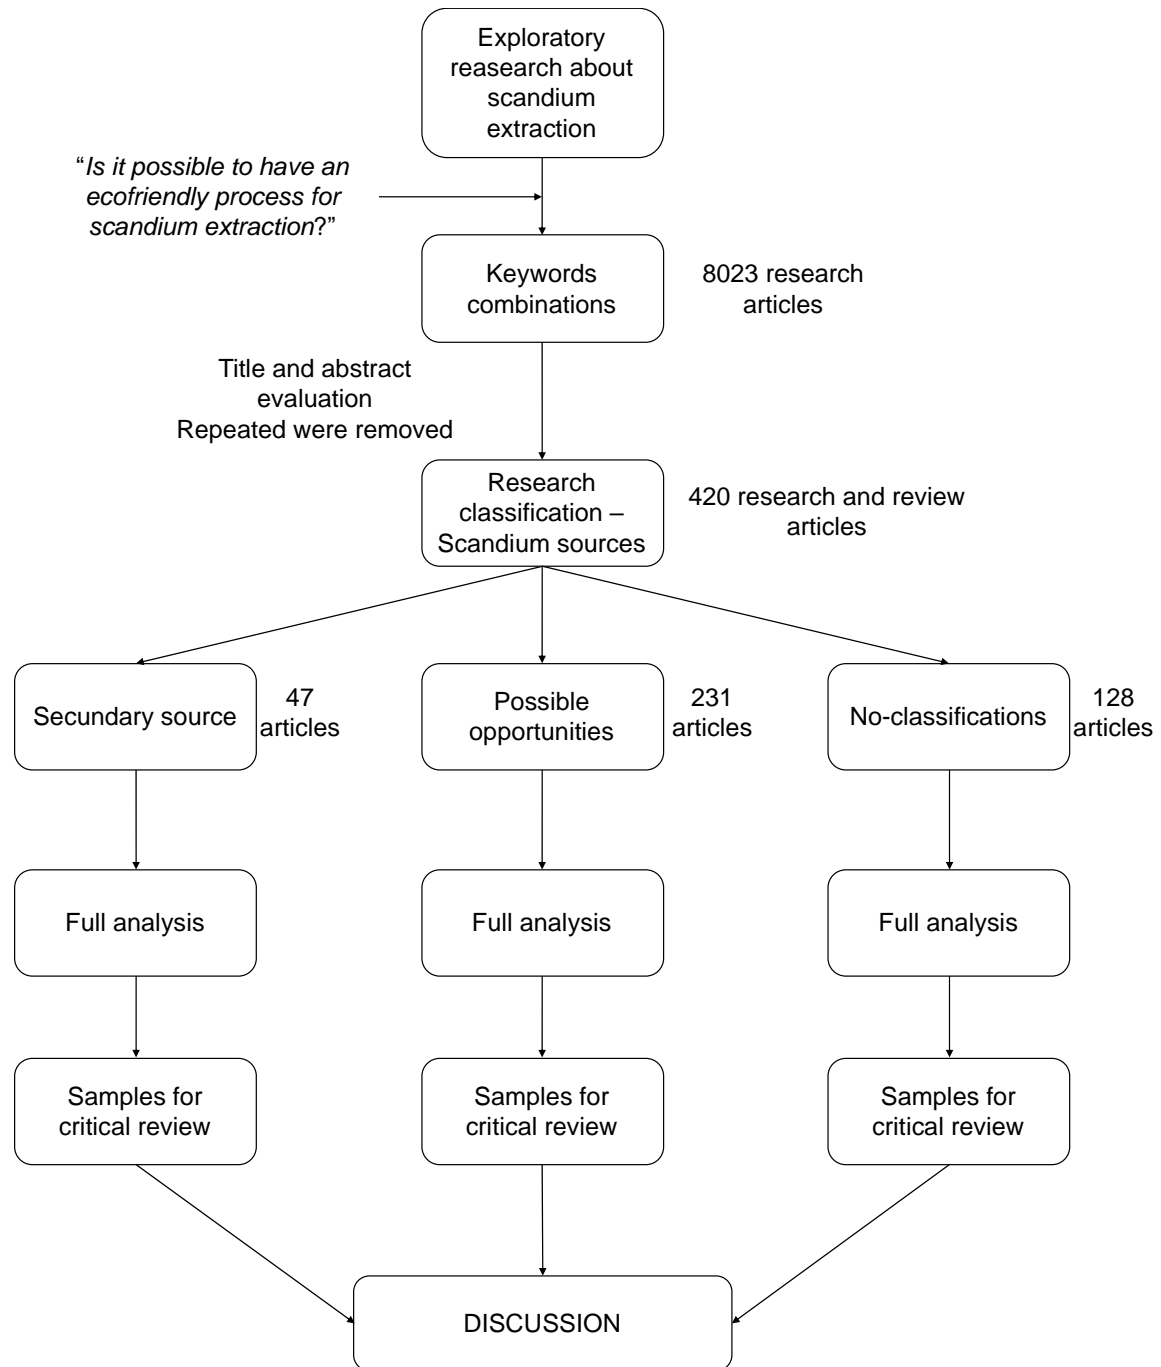 Exploratory
reasearch about
scandium
extraction
“Is it possible to have an
ecofriendly process for
scandium extraction?”
Keywords
combinations
8023 research
articles
Title and abstract
evaluation
Repeated were removed
Research
classification –
Scandium sources
420 research and review
articles
Secundary source
47
articles
Possible
opportunities
231
articles
No-classifications
128
articles
Full analysis
Full analysis
Full analysis
Samples for
critical review
Samples for
critical review
Samples for
critical review
DISCUSSION